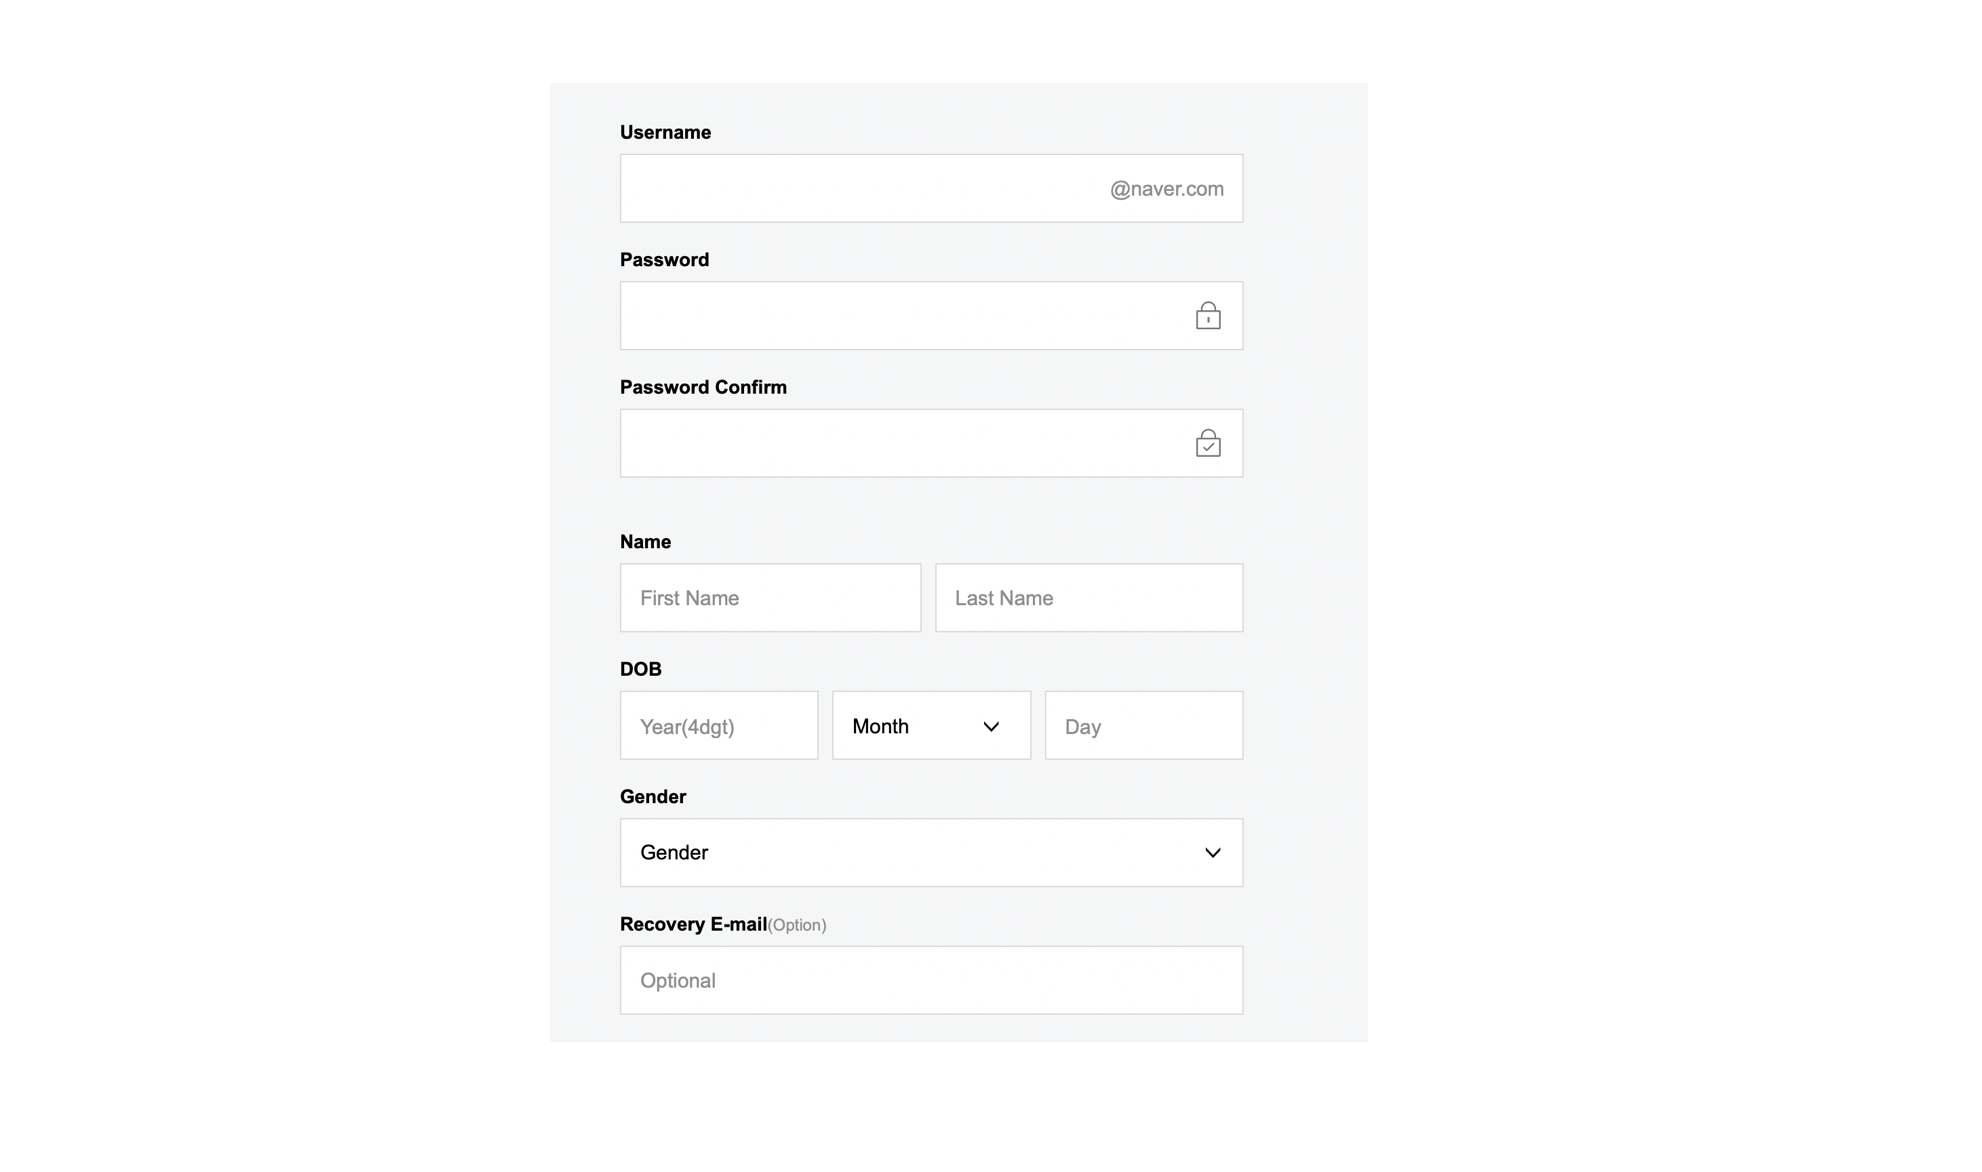 Username
@naver.com
Password
Password Confirm
Name
First Name Last Name
DOB
Year(4dgt) Month Day
Gender
Gender
Recovery E-mail(Option)
Optional